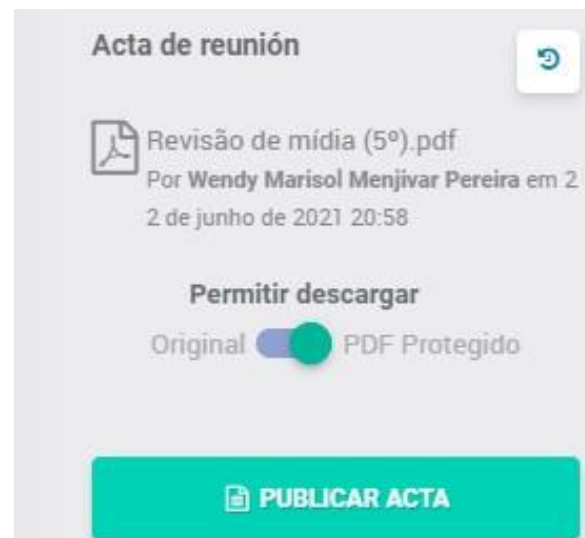 Acta de reunión
Revisão de mídia (5º).pdf
Por Wendy Marisol Menjivar Pereira em 2
2 de junho de 2021 20:58
Permitir descargar
Original PDF Protegido
PUBLICAR ACTA